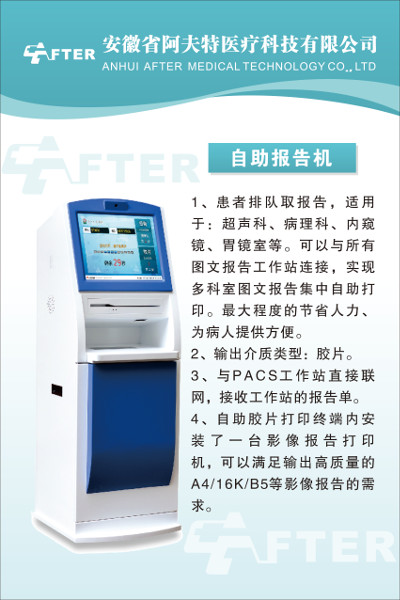 AFTER 安徽省阿夫特医疗科技有限公司
ANHUI AFTER MEDICAL TECHNOLOGY CO., LTD
AFTER
自助报告机
1、患者排队取报告，适用
于：超声科、病理科、内窥
镜、胃镜室等。可以与所有
图文报告工作站连接，实现
多科室图文报告集中自助打
印。最大程度的节省人力、
为病人提供方便。
2、输出介质类型：胶片。
3、与PACS工作站直接联
网，接收工作站的报告单。
4、自助胶片打印终端内安
装了一台影像报告打印
机，可以满足输出高质量的
A4/16K/B5等影像报告的需
求。
AFTER